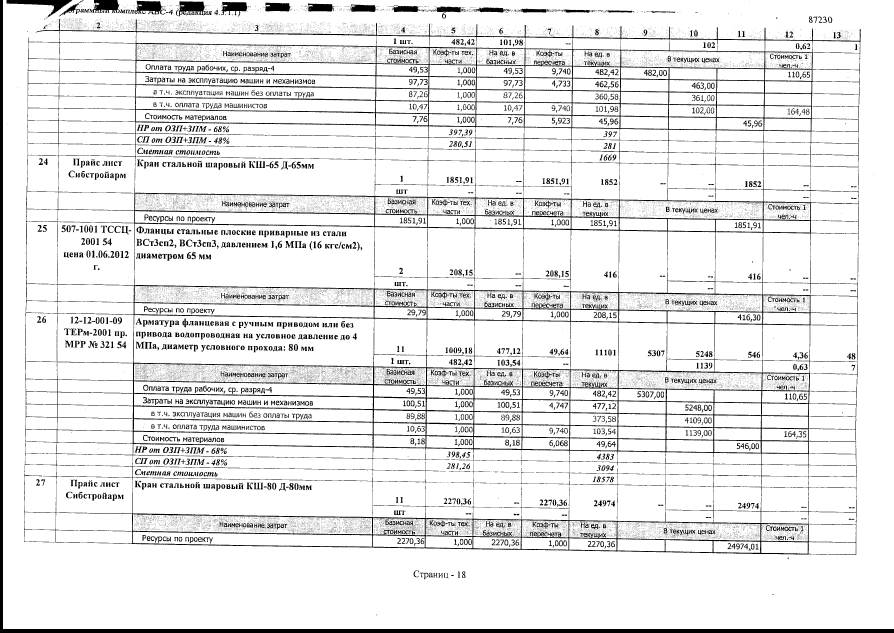 рограммный комплекс АВС-4 (редакция 4.3.1.1)
6
87230
2 3 4 5 6 7 8 9 10 11 12 13
1 шт. 482,42 101,98 -- 102 0,62 1
Наименование затрат Базисная стоимость Коэф-ты тех. части На ед. в базисных Коэф-ты пересчета На ед. в текущих В текущих ценах Стоимость 1 чел.-ч
Оплата труда рабочих, ср. разряд-4 49,53 1,000 49,53 9,740 482,42 482,00 110,65
Затраты на эксплуатацию машин и механизмов 97,73 1,000 97,73 4,733 462,56 463,00
в т.ч. эксплуатация машин без оплаты труда 87,26 1,000 87,26 360,58 361,00
в т.ч. оплата труда машинистов 10,47 1,000 10,47 9,740 101,98 102,00 164,48
Стоимость материалов 7,76 1,000 7,76 5,923 45,96 45,96
НР от ОЗП+ЗПМ - 68% 397,39 397
СП от ОЗП+ЗПМ - 48% 280,51 281
Сметная стоимость 1669
24 Прайс лист Кран стальной шаровый КШ-65 Д-65мм
Сибстройарм
1 1851,91 -- 1851,91 1852 -- -- 1852 -- --
шт -- -- -- -- --
Наименование затрат Базисная стоимость Коэф-ты тех. части На ед. в базисных Коэф-ты пересчета На ед. в текущих В текущих ценах Стоимость 1 чел.-ч
Ресурсы по проекту 1851,91 1,000 1851,91 1,000 1851,91 1851,91
25 507-1001 ТССЦ- Фланцы стальные плоские приварные из стали
2001 54 ВСт3сп2, ВСт3сп3, давлением 1,6 МПа (16 кгс/см2),
цена 01.06.2012 диаметром 65 мм
г.
2 208,15 -- 208,15 416 -- -- 416 -- --
шт. -- -- -- -- --
Наименование затрат Базисная стоимость Коэф-ты тех. части На ед. в базисных Коэф-ты пересчета На ед. в текущих В текущих ценах Стоимость 1 чел.-ч
Ресурсы по проекту 29,79 1,000 29,79 1,000 208,15 416,30
26 12-12-001-09 Арматура фланцевая с ручным приводом или без
ТЕРм-2001 пр. привода водопроводная на условное давление до 4
МРР № 321 54 МПа, диаметр условного прохода: 80 мм
11 1009,18 477,12 49,64 11101 5307 5248 546 4,36 48
1 шт. 482,42 103,54 -- 1139 0,63 7
Наименование затрат Базисная стоимость Коэф-ты тех. части На ед. в базисных Коэф-ты пересчета На ед. в текущих В текущих ценах Стоимость 1 чел.-ч
Оплата труда рабочих, ср. разряд-4 49,53 1,000 49,53 9,740 482,42 5307,00 110,65
Затраты на эксплуатацию машин и механизмов 100,51 1,000 100,51 4,747 477,12 5248,00
в т.ч. эксплуатация машин без оплаты труда 89,88 1,000 89,88 373,58 4109,00
в т.ч. оплата труда машинистов 10,63 1,000 10,63 9,740 103,54 1139,00 164,35
Стоимость материалов 8,18 1,000 8,18 6,068 49,64 546,00
НР от ОЗП+ЗПМ - 68% 398,45 4383
СП от ОЗП+ЗПМ - 48% 281,26 3094
Сметная стоимость 18578
27 Прайс лист Кран стальной шаровый КШ-80 Д-80мм
Сибстройарм
11 2270,36 -- 2270,36 24974 -- -- 24974 -- --
шт -- -- -- -- --
Наименование затрат Базисная стоимость Коэф-ты тех. части На ед. в базисных Коэф-ты пересчета На ед. в текущих В текущих ценах Стоимость 1 чел.-ч
Ресурсы по проекту 2270,36 1,000 2270,36 1,000 2270,36 24974,01
Страниц - 18